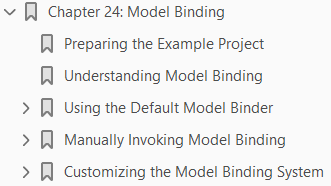 Chapter 24: Model Binding
Preparing the Example Project
Understanding Model Binding
Using the Default Model Binder
Manually Invoking Model Binding
Customizing the Model Binding System